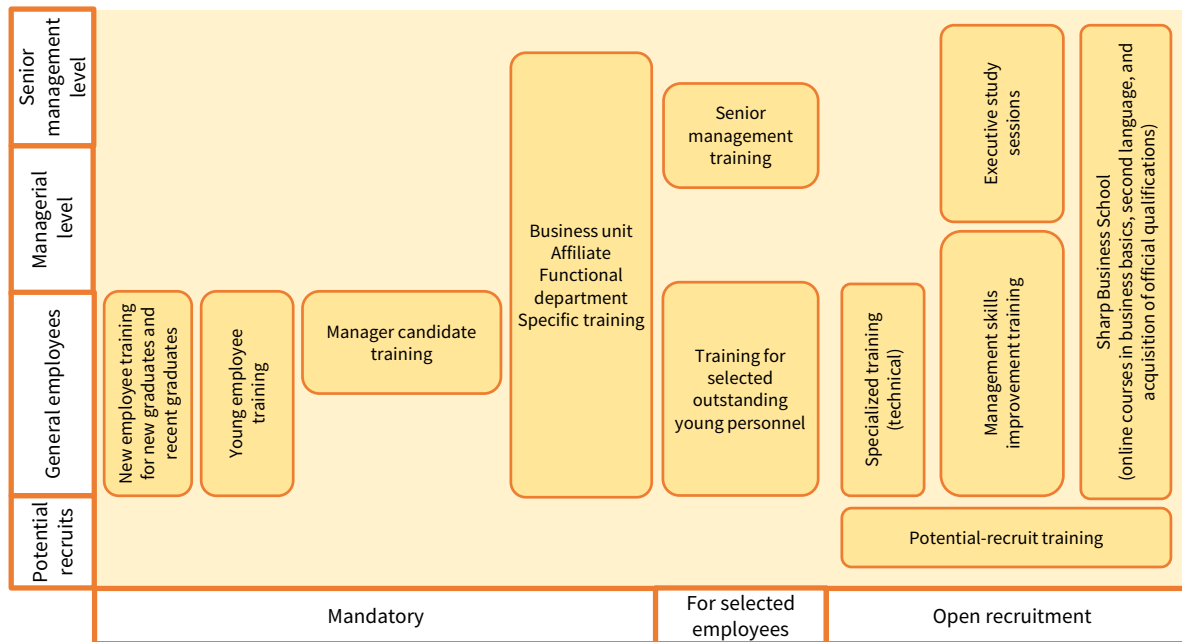 Senior
management
level
Managerial
level
General employees
Potential
recruits
New employee training
for new graduates and
recent graduates
Young employee
training
Manager candidate
training
Business unit
Affiliate
Functional
department
Specific training
Senior
management
training
Training for
selected
outstanding
young personnel
Specialized training
(technical)
Executive study
sessions
Management skills
improvement training
Sharp Business School
(online courses in business basics, second language, and
acquisition of official qualifications)
Potential-recruit training
Mandatory
For selected
employees
Open recruitment